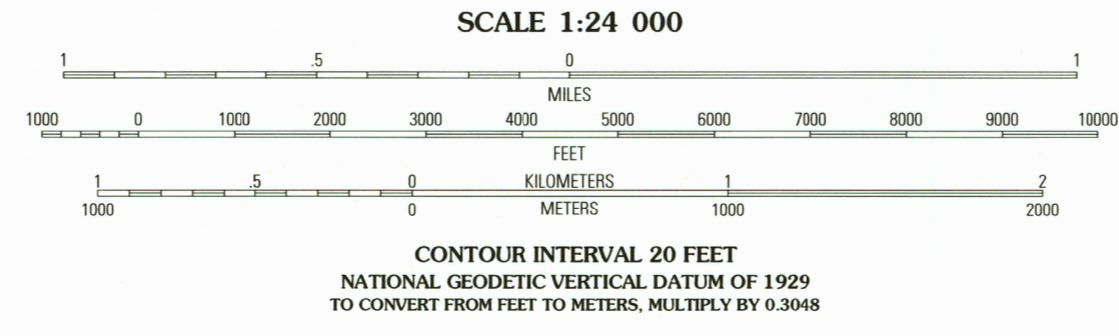 SCALE 1:24 000
1 .5 0 1
MILES
1000 0 1000 2000 3000 4000 5000 6000 7000 8000 9000 10000
FEET
1 .5 0 KILOMETERS 1 2
1000 0 METERS 1000 2000
CONTOUR INTERVAL 20 FEET
NATIONAL GEODETIC VERTICAL DATUM OF 1929
TO CONVERT FROM FEET TO METERS, MULTIPLY BY 0.3048